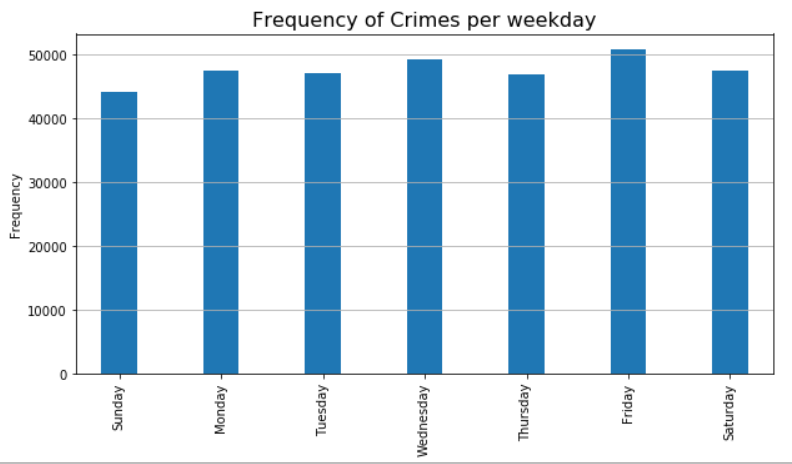 Frequency of Crimes per weekday
50000
40000
30000
20000
10000
0
Frequency
Sunday
Monday
Tuesday
Wednesday
Thursday
Friday
Saturday